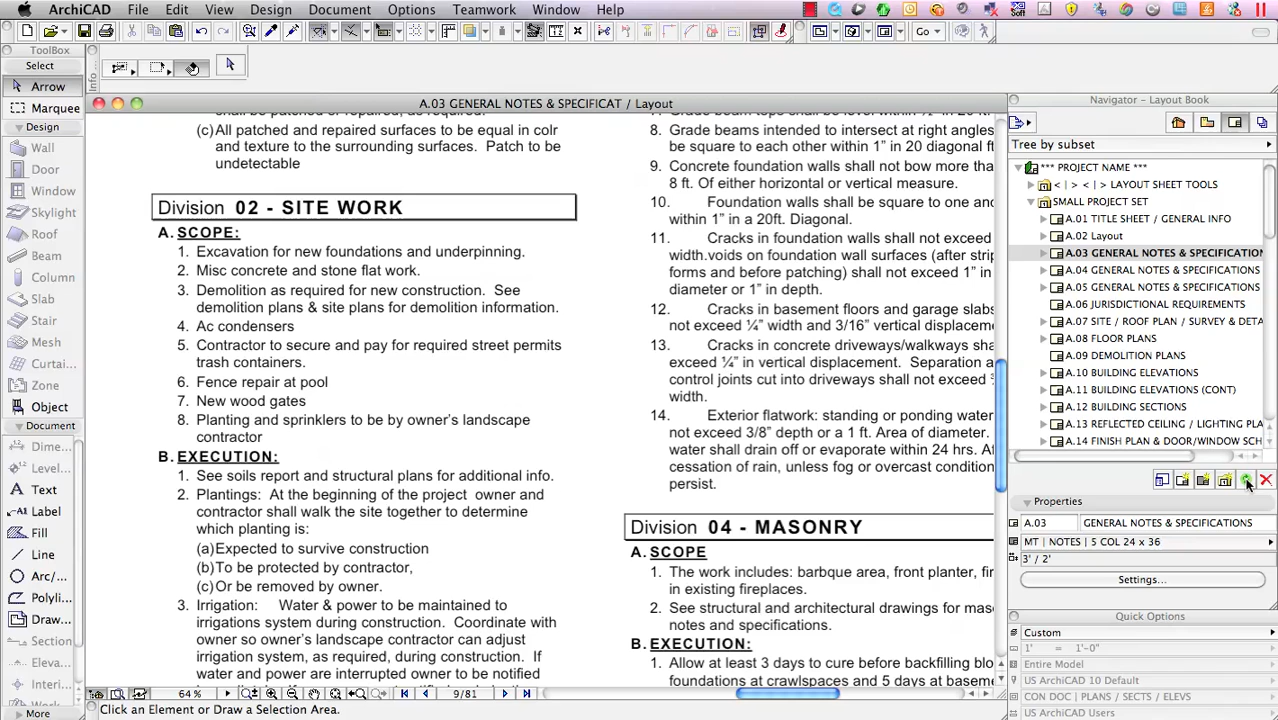 ArchiCAD File Edit View Design Document Options Teamwork Window Help
ToolBox
Select
Arrow
Marquee
Design
Wall
Door
Window
Skylight
Roof
Beam
Column
Slab
Stair
Mesh
Curtai...
Zone
Object
Document
Dime...
Level...
Text
Label
Fill
Line
Arc/...
Polyli...
Draw...
Section
Eleva...
Interi...
More
Info
Go
A.03 GENERAL NOTES & SPECIFICAT / Layout
(c) All patched and repaired surfaces to be equal in colr
and texture to the surrounding surfaces. Patch to be
undetectable
Division 02 - SITE WORK
A. SCOPE:
1. Excavation for new foundations and underpinning.
2. Misc concrete and stone flat work.
3. Demolition as required for new construction. See
demolition plans & site plans for demolition information.
4. Ac condensers
5. Contractor to secure and pay for required street permits
trash containers.
6. Fence repair at pool
7. New wood gates
8. Planting and sprinklers to be by owner's landscape
contractor
B. EXECUTION:
1. See soils report and structural plans for additional info.
2. Plantings: At the beginning of the project owner and
contractor shall walk the site together to determine
which planting is:
(a) Expected to survive construction
(b) To be protected by contractor,
(c) Or be removed by owner.
3. Irrigation: Water & power to be maintained to
irrigations system during construction. Coordinate with
owner so owner's landscape contractor can adjust
irrigation system, as required, during construction. If
water and power are interrupted owner to be notified
8. Grade beams intended to intersect at right angles
be square to each other within 1" in 20 diagonal ft
9. Concrete foundation walls shall not bow more tha
8 ft. Of either horizontal or vertical measure.
10. Foundation walls shall be square to one and
within 1" in a 20ft. Diagonal.
11. Cracks in foundation walls shall not exceed
width.voids on foundation wall surfaces (after strip
forms and before patching) shall not exceed 1" in
diameter or 1" in depth.
12. Cracks in basement floors and garage slabs
not exceed ¼" width and 3/16" vertical displaceme
13. Cracks in concrete driveways/walkways sha
exceed ¼" in vertical displacement. Separation a
control joints cut into driveways shall not exceed
width.
14. Exterior flatwork: standing or ponding water
not exceed 3/8" depth or a 1 ft. Area of diameter.
water shall drain off or evaporate within 24 hrs. Af
cessation of rain, unless fog or overcast condition
persist.
Division 04 - MASONRY
A. SCOPE
1. The work includes: barbque area, front planter, fir
in existing fireplaces.
2. See structural and architectural drawings for mas
notes and specifications.
B. EXECUTION:
1. Allow at least 3 days to cure before backfilling blo
foundations at crawlspaces and 5 days at baseme
64 % 9/81
Click an Element or Draw a Selection Area.
Navigator - Layout Book
Tree by subset
*** PROJECT NAME ***
< | > < | > LAYOUT SHEET TOOLS
SMALL PROJECT SET
A.01 TITLE SHEET / GENERAL INFO
A.02 Layout
A.03 GENERAL NOTES & SPECIFICATION
A.04 GENERAL NOTES & SPECIFICATIONS
A.05 GENERAL NOTES & SPECIFICATIONS
A.06 JURISDICTIONAL REQUIREMENTS
A.07 SITE / ROOF PLAN / SURVEY & DETA
A.08 FLOOR PLANS
A.09 DEMOLITION PLANS
A.10 BUILDING ELEVATIONS
A.11 BUILDING ELEVATIONS (CONT)
A.12 BUILDING SECTIONS
A.13 REFLECTED CEILING / LIGHTING PLA
A.14 FINISH PLAN & DOOR/WINDOW SCH
Properties
A.03 GENERAL NOTES & SPECIFICATIONS
MT | NOTES | 5 COL 24 x 36
3' / 2'
Settings...
Quick Options
Custom
1' = 1'-0"
Entire Model
US ArchiCAD 10 Default
CON DOC | PLANS / SECTS / ELEVS
US ArchiCAD Users